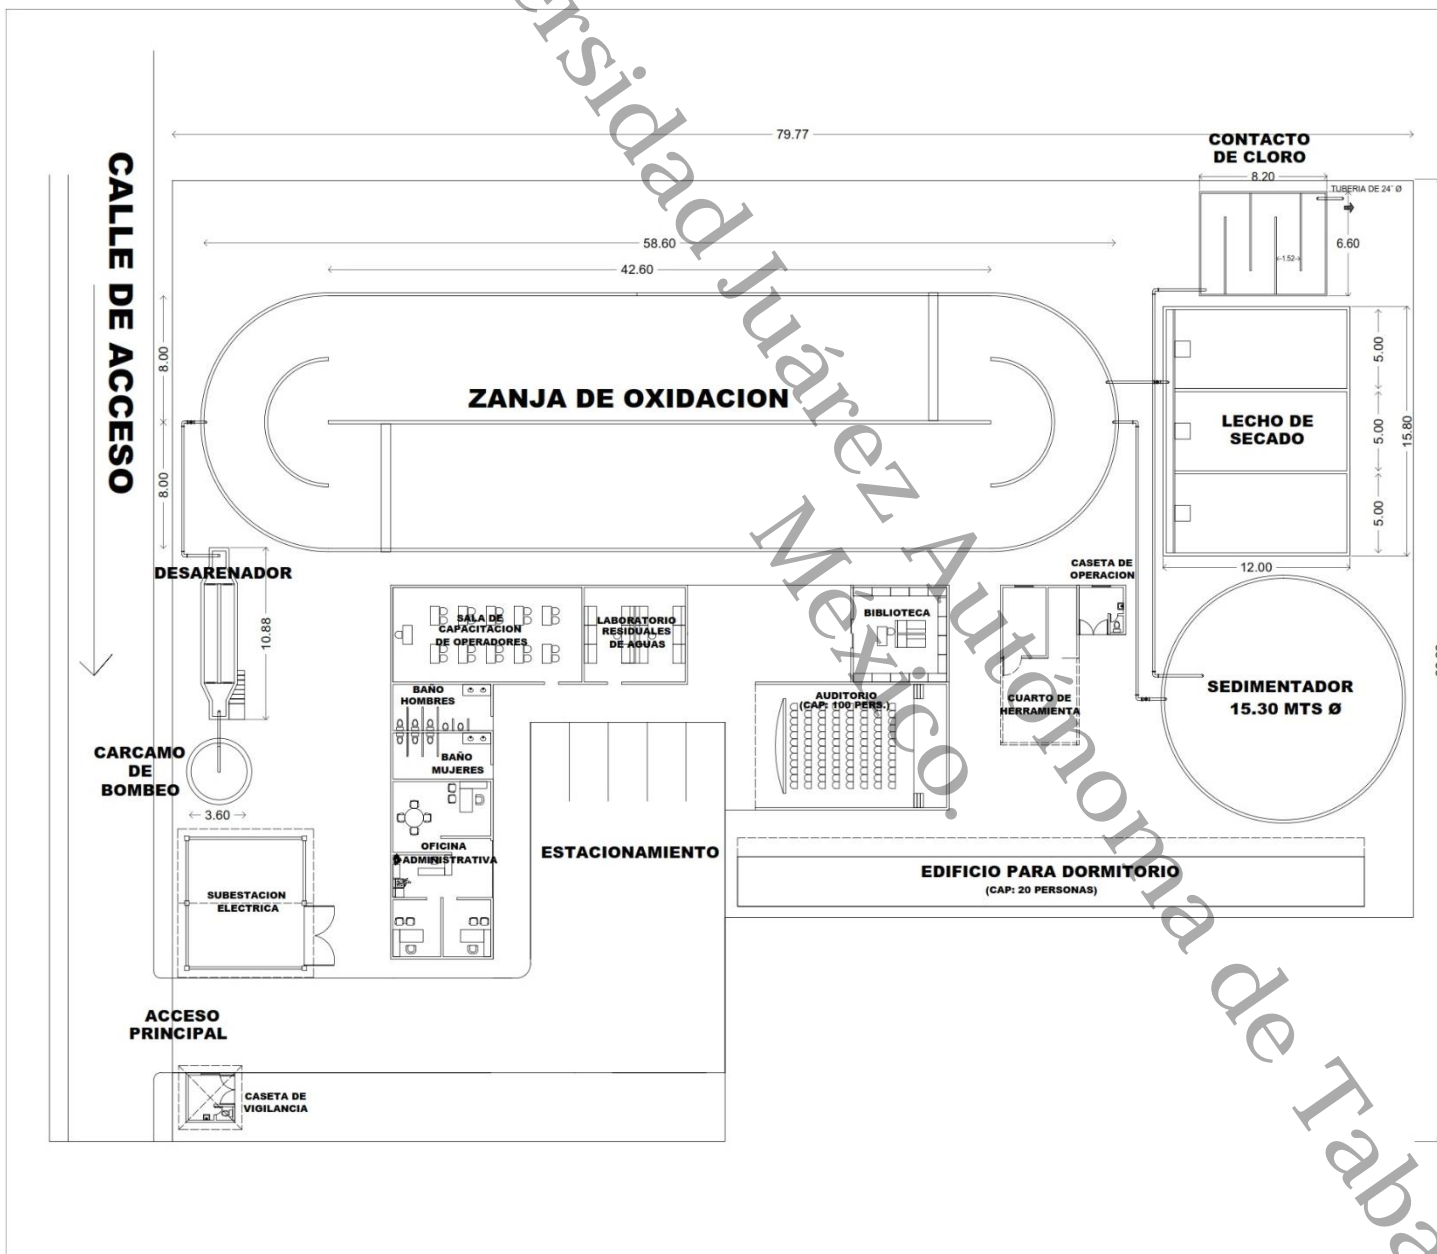 Universidad Juárez Autónoma de Tabasco.
México.
79.77
CONTACTO
DE CLORO
8.20
TUBERIA DE 24" Ø
6.60
1.52
CALLE DE ACCESO
58.60
42.60
8.00
8.00
ZANJA DE OXIDACION
5.00
5.00
5.00
15.80
LECHO DE
SECADO
12.00
DESARENADOR
10.88
SALA DE
CAPACITACION
DE OPERADORES
LABORATORIO
RESIDUALES
DE AGUAS
BIBLIOTECA
CASETA DE
OPERACION
BAÑO
HOMBRES
BAÑO
MUJERES
AUDITORIO
(CAP: 100 PERS.)
CUARTO DE
HERRAMIENTA
SEDIMENTADOR
15.30 MTS Ø
CARCAMO
DE
BOMBEO
3.60
OFICINA
ADMINISTRATIVA
ESTACIONAMIENTO
EDIFICIO PARA DORMITORIO
(CAP: 20 PERSONAS)
SUBESTACION
ELECTRICA
ACCESO
PRINCIPAL
CASETA DE
VIGILANCIA